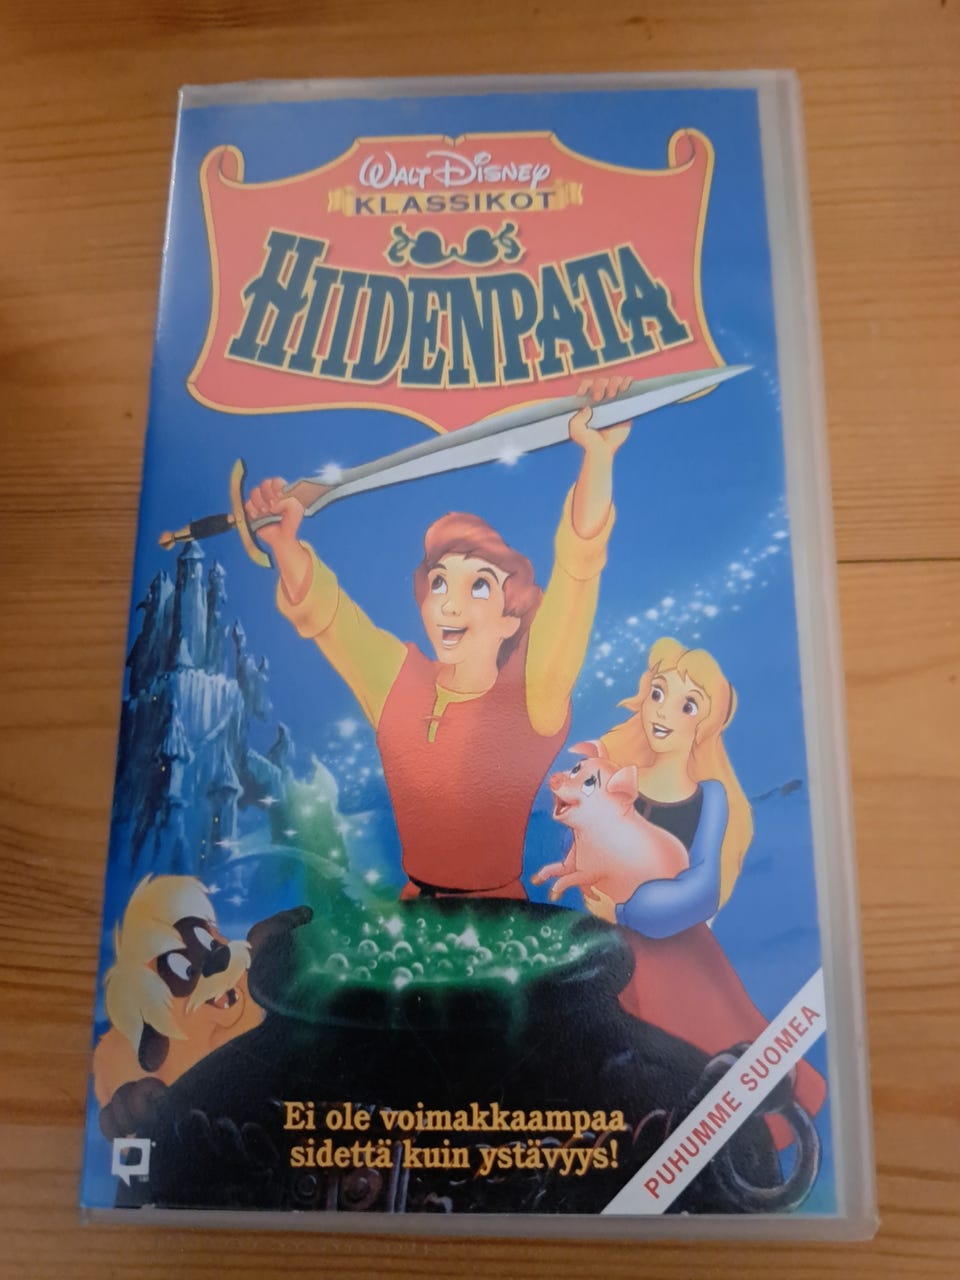 WALT DISNEY
KLASSIKOT
HIIDENPATA
Ei ole voimakkaampaa
sidettä kuin ystävyys!
PUHUMME SUOMEA